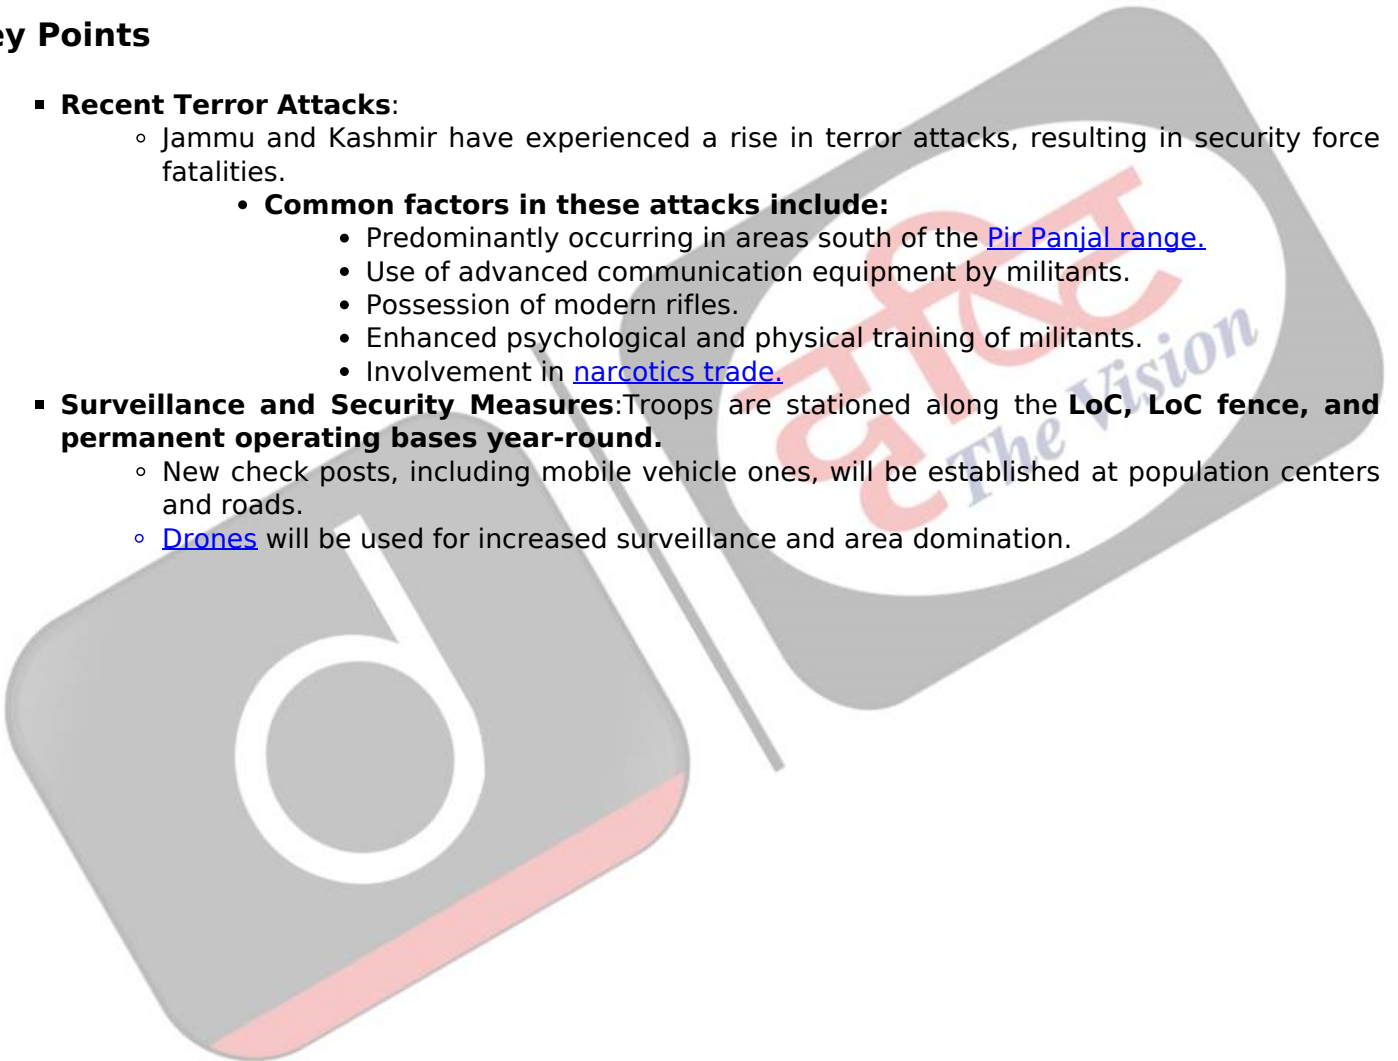 ey Points
Recent Terror Attacks:
Jammu and Kashmir have experienced a rise in terror attacks, resulting in security force
fatalities.
Common factors in these attacks include:
Predominantly occurring in areas south of the Pir Panjal range.
Use of advanced communication equipment by militants.
Possession of modern rifles.
Enhanced psychological and physical training of militants.
Involvement in narcotics trade.
Surveillance and Security Measures:Troops are stationed along the LoC, LoC fence, and
permanent operating bases year-round.
New check posts, including mobile vehicle ones, will be established at population centers
and roads.
Drones will be used for increased surveillance and area domination.
d
दृष्टि
The Vision